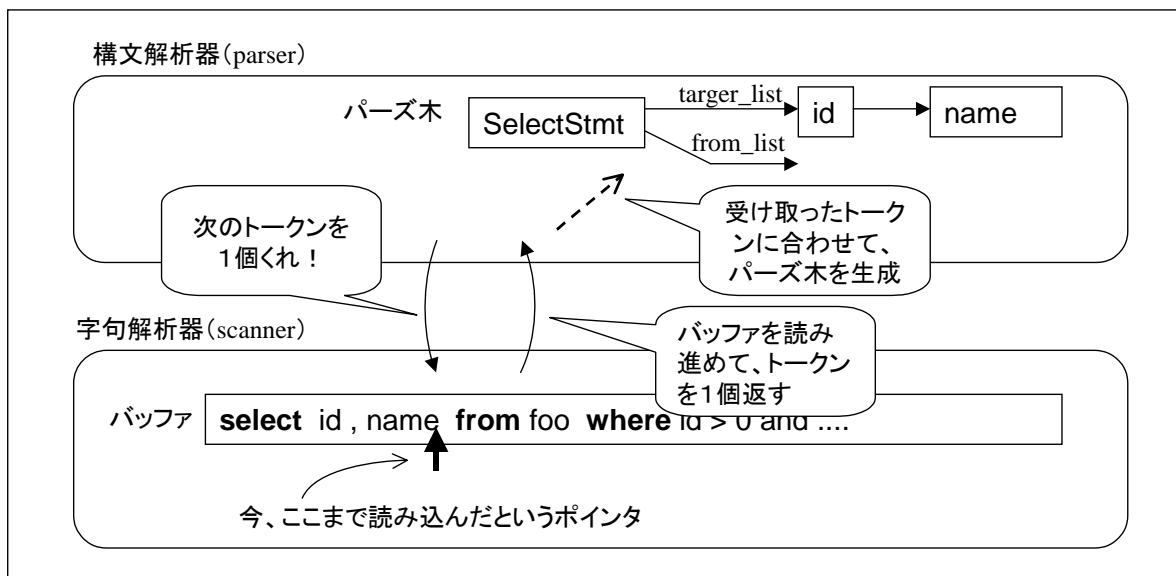 構文解析器(parser)
パーズ木
SelectStmt
targer_list
id
name
from_list
次のトークンを
1個くれ!
受け取ったトーク
ンに合わせて、
パーズ木を生成
字句解析器(scanner)
バッファを読み
進めて、トークン
を1個返す
バッファ
select id , name from foo where id > 0 and ....
今、ここまで読み込んだというポインタ